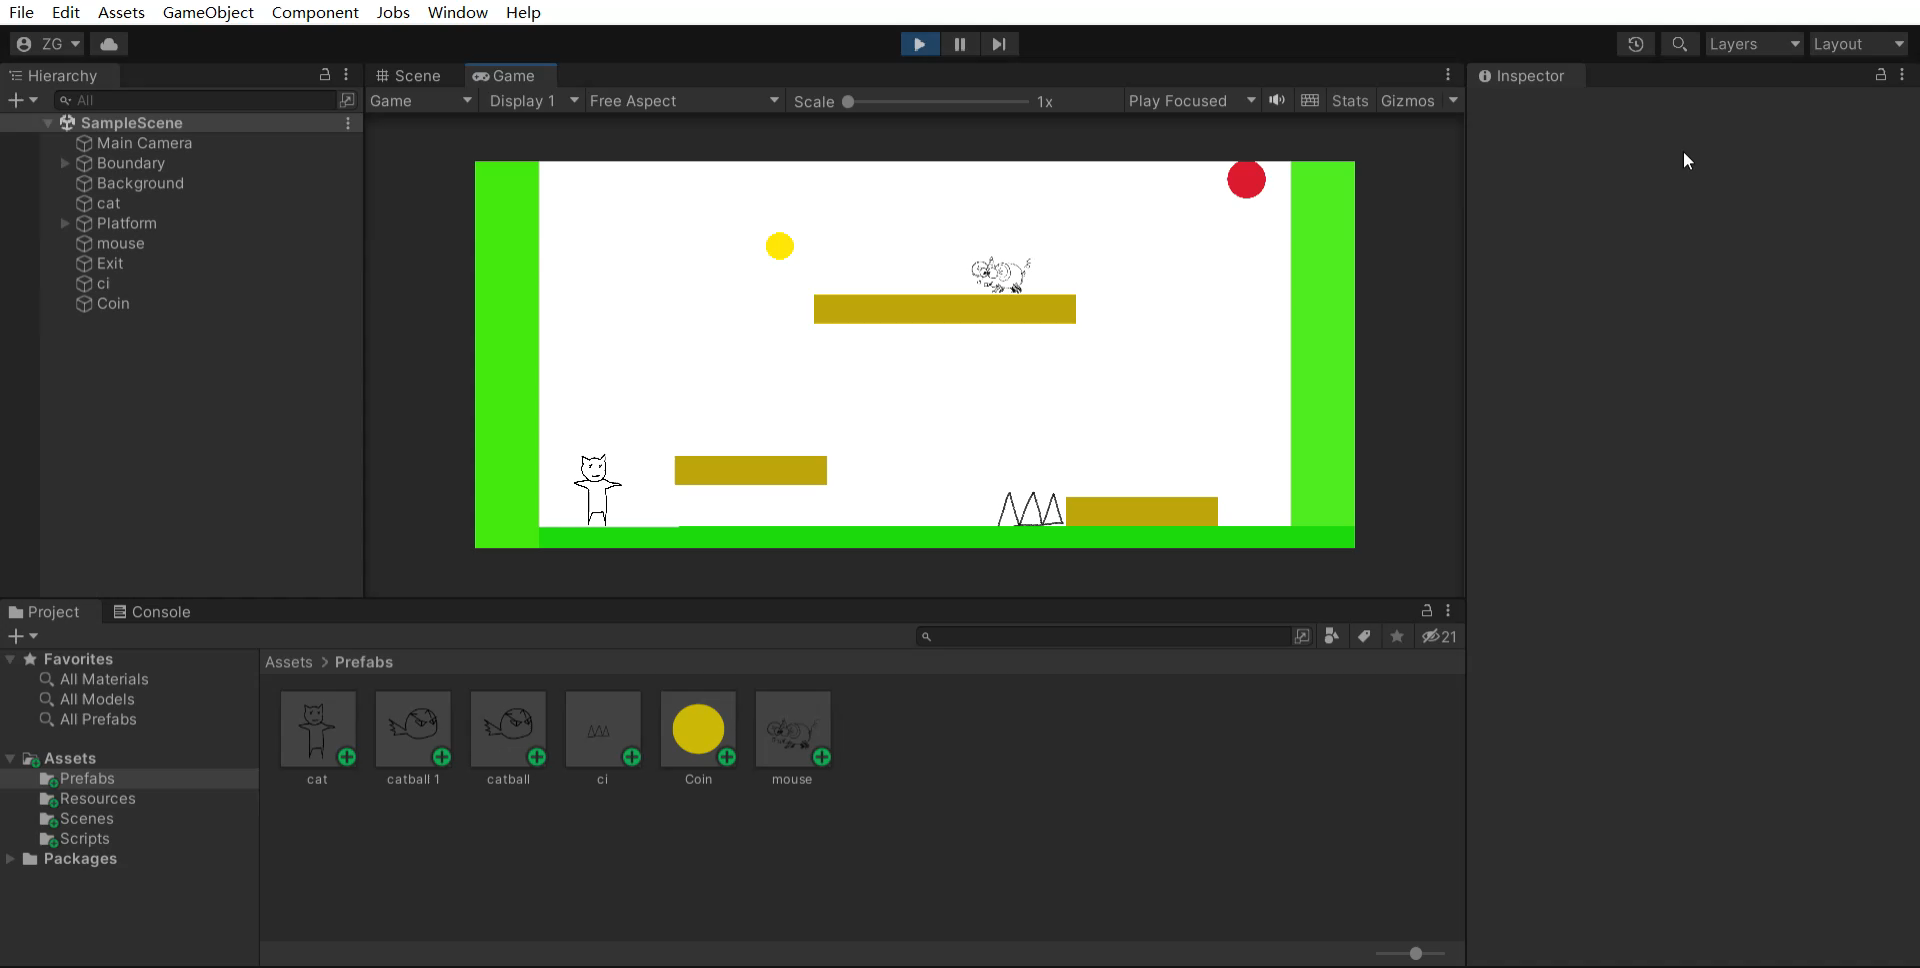 File Edit Assets GameObject Component Jobs Window Help
ZG Layers Layout
Hierarchy
All
SampleScene
Main Camera
Boundary
Background
cat
Platform
mouse
Exit
ci
Coin
Scene Game
Game Display 1 Free Aspect Scale 1x Play Focused Stats Gizmos
Inspector
Project Console
21
Favorites
All Materials
All Models
All Prefabs
Assets
Prefabs
Resources
Scenes
Scripts
Packages
Assets > Prefabs
cat catball 1 catball ci Coin mouse